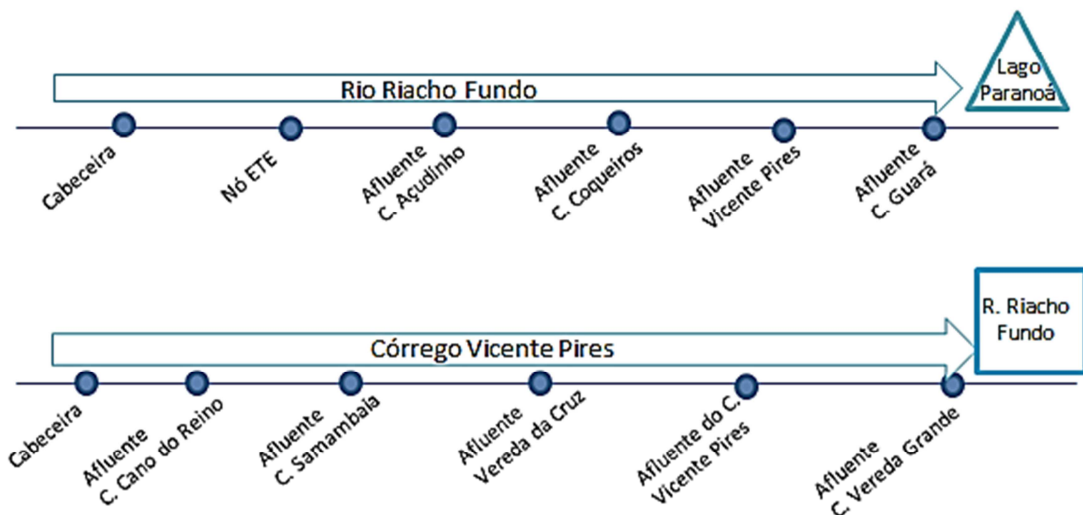 Rio Riacho Fundo
Lago
Paranoá
Cabeceira
Nó ETE
Afluente
C. Açudinho
Afluente
C. Coqueiros
Afluente
Vicente Pires
Afluente
C. Guará
Córrego Vicente Pires
R. Riacho
Fundo
Cabeceira
Afluente
C. Cano do Reino
Afluente
C. Samambaia
Afluente
Vereda da Cruz
Afluente do C.
Vicente Pires
Afluente
C. Vereda Grande